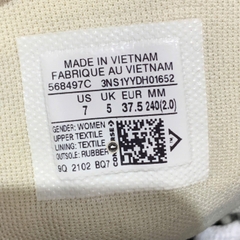 MADE IN VIETNAM
FABRIQUE AU VIETNAM
568497C 3NS1YYDH01652
US UK EUR MM
7 5 37.5 240(2.0)
GENDER: WOMEN
UPPER: TEXTILE
LINING: TEXTILE
OUTSOLE: RUBBER
CONVERSE
9Q 2102 BQ7